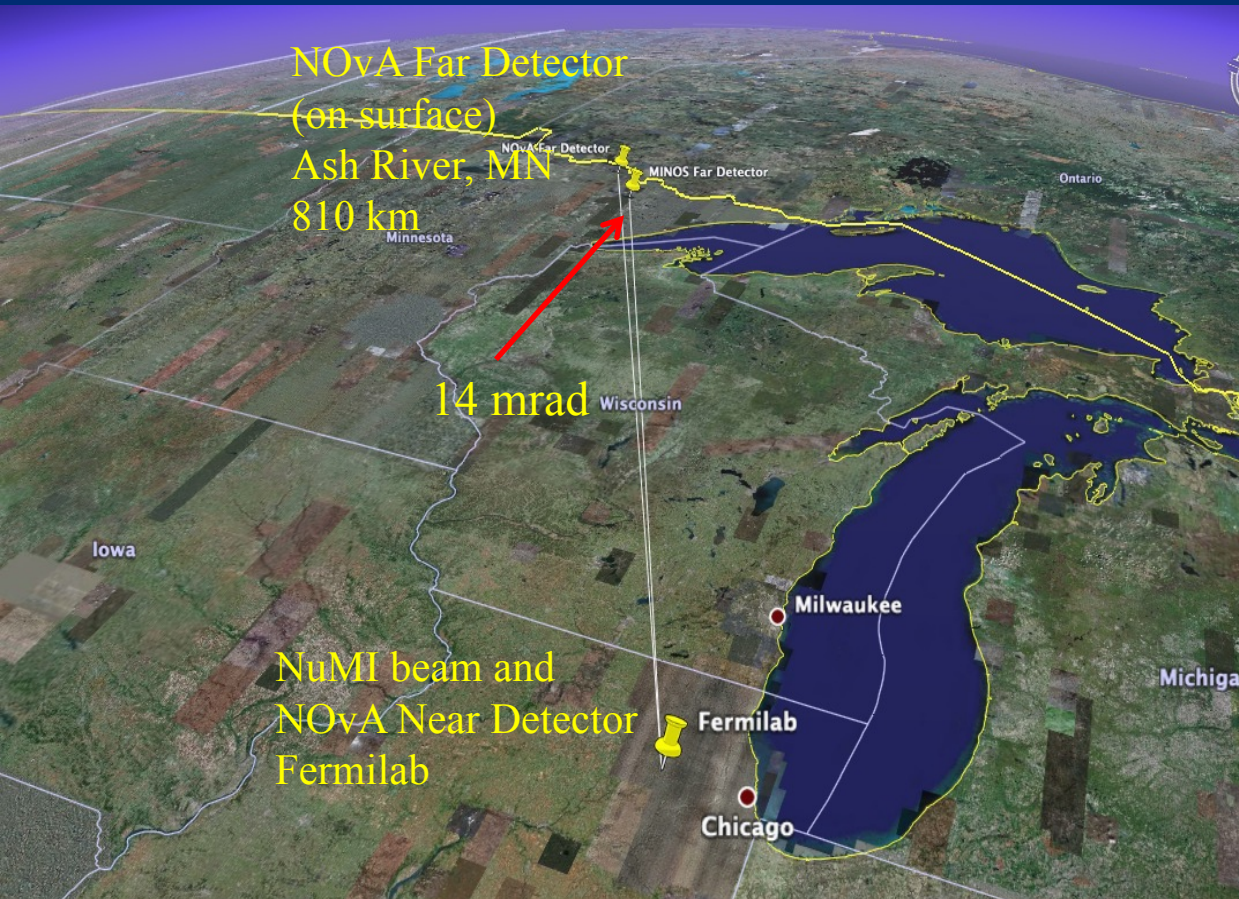 NOvA Far Detector
(on surface)
Ash River, MN
810 km
NOvA Far Detector
MINOS Far Detector
Ontario
Minnesota
14 mrad
Wisconsin
Iowa
Milwaukee
NuMI beam and
NOvA Near Detector
Fermilab
Michiga
Fermilab
Chicago